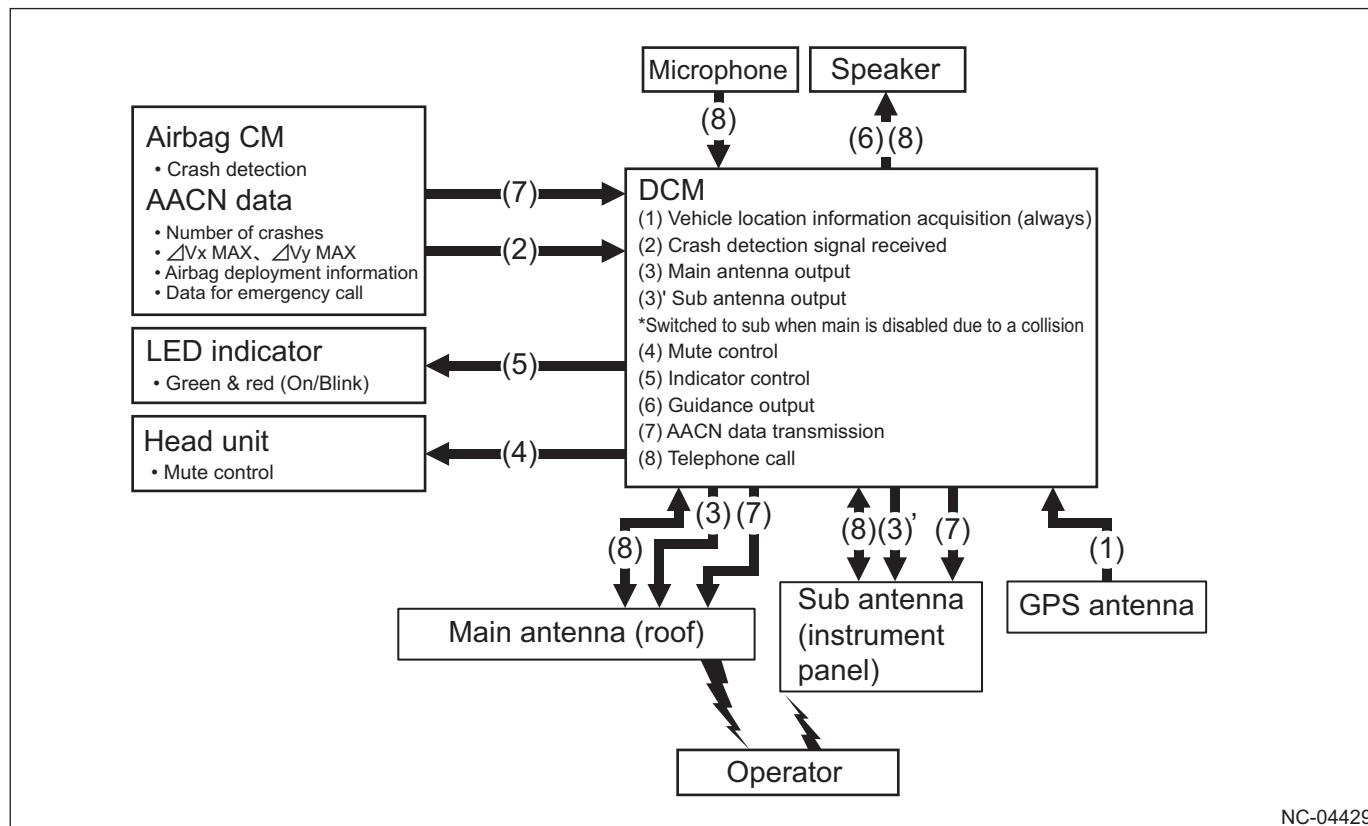 Microphone
Speaker
(8)
(6) (8)
Airbag CM
• Crash detection
AACN data
• Number of crashes
• ⊿Vx MAX、⊿Vy MAX
• Airbag deployment information
• Data for emergency call
(7)
(2)
DCM
(1) Vehicle location information acquisition (always)
(2) Crash detection signal received
(3) Main antenna output
(3)' Sub antenna output
*Switched to sub when main is disabled due to a collision
(4) Mute control
(5) Indicator control
(6) Guidance output
(7) AACN data transmission
(8) Telephone call
LED indicator
• Green & red (On/Blink)
(5)
Head unit
• Mute control
(4)
(8)
(3) (7)
(8) (3)’ (7)
(1)
Main antenna (roof)
Sub antenna
(instrument
panel)
GPS antenna
Operator
NC-04429